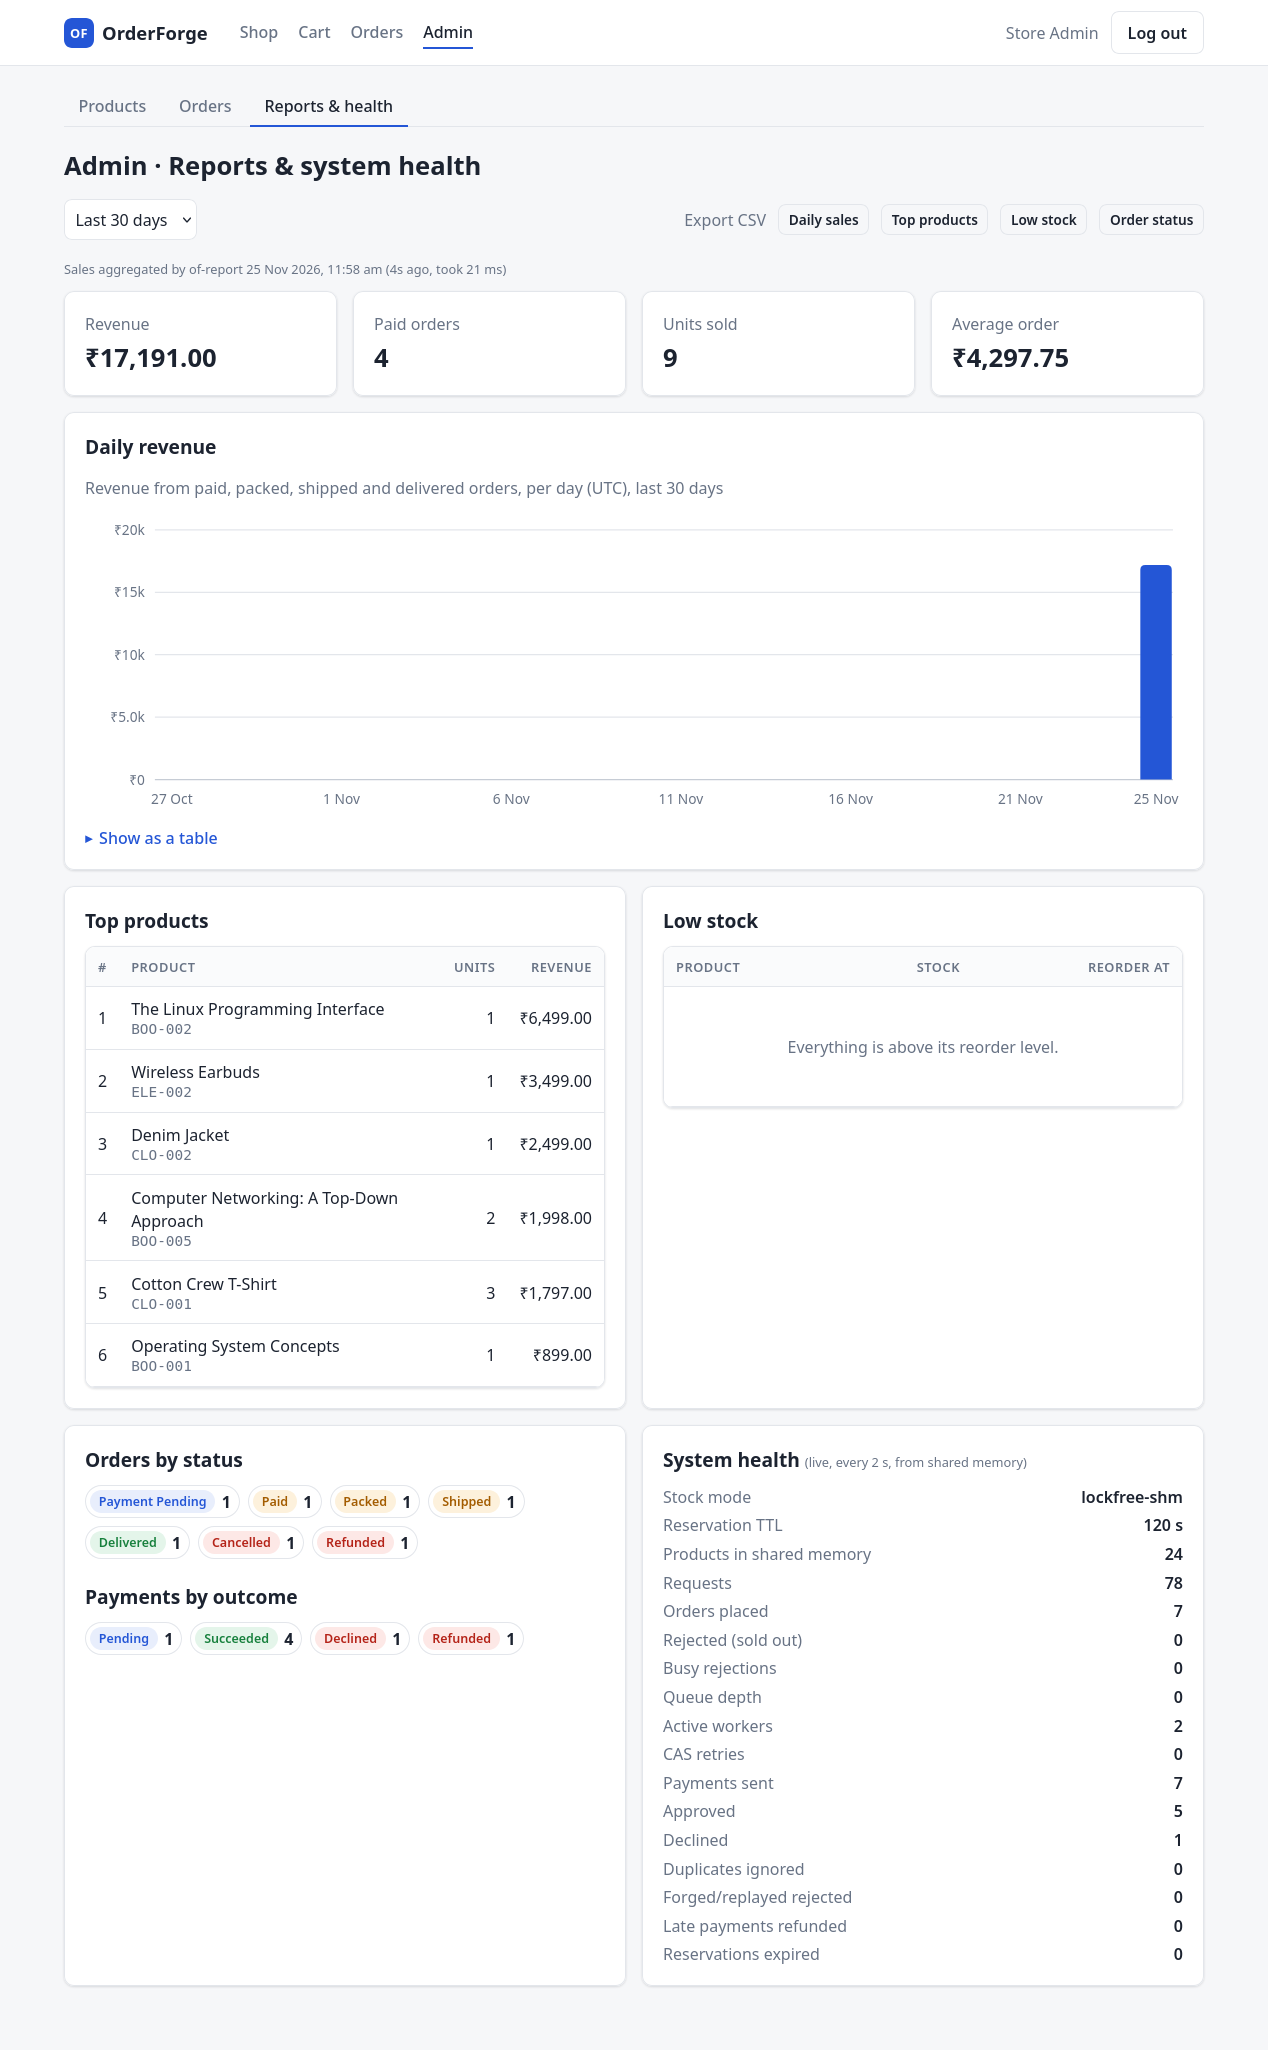 OF OrderForge Shop Cart Orders Admin Store Admin Log out
Products Orders Reports & health
Admin · Reports & system health
Last 30 days Export CSV Daily sales Top products Low stock Order status
Sales aggregated by of-report 25 Nov 2026, 11:58 am (4s ago, took 21 ms)
Revenue Paid orders Units sold Average order
₹17,191.00 4 9 ₹4,297.75
Daily revenue
Revenue from paid, packed, shipped and delivered orders, per day (UTC), last 30 days
₹20k
₹15k
₹10k
₹5.0k
₹0
27 Oct 1 Nov 6 Nov 11 Nov 16 Nov 21 Nov 25 Nov
▸ Show as a table
Top products
# PRODUCT UNITS REVENUE
1 The Linux Programming Interface 1 ₹6,499.00
BOO-002
2 Wireless Earbuds 1 ₹3,499.00
ELE-002
3 Denim Jacket 1 ₹2,499.00
CLO-002
4 Computer Networking: A Top-Down 2 ₹1,998.00
Approach
BOO-005
5 Cotton Crew T-Shirt 3 ₹1,797.00
CLO-001
6 Operating System Concepts 1 ₹899.00
BOO-001
Low stock
PRODUCT STOCK REORDER AT
Everything is above its reorder level.
Orders by status
Payment Pending 1 Paid 1 Packed 1 Shipped 1
Delivered 1 Cancelled 1 Refunded 1
Payments by outcome
Pending 1 Succeeded 4 Declined 1 Refunded 1
System health (live, every 2 s, from shared memory)
Stock mode lockfree-shm
Reservation TTL 120 s
Products in shared memory 24
Requests 78
Orders placed 7
Rejected (sold out) 0
Busy rejections 0
Queue depth 0
Active workers 2
CAS retries 0
Payments sent 7
Approved 5
Declined 1
Duplicates ignored 0
Forged/replayed rejected 0
Late payments refunded 0
Reservations expired 0